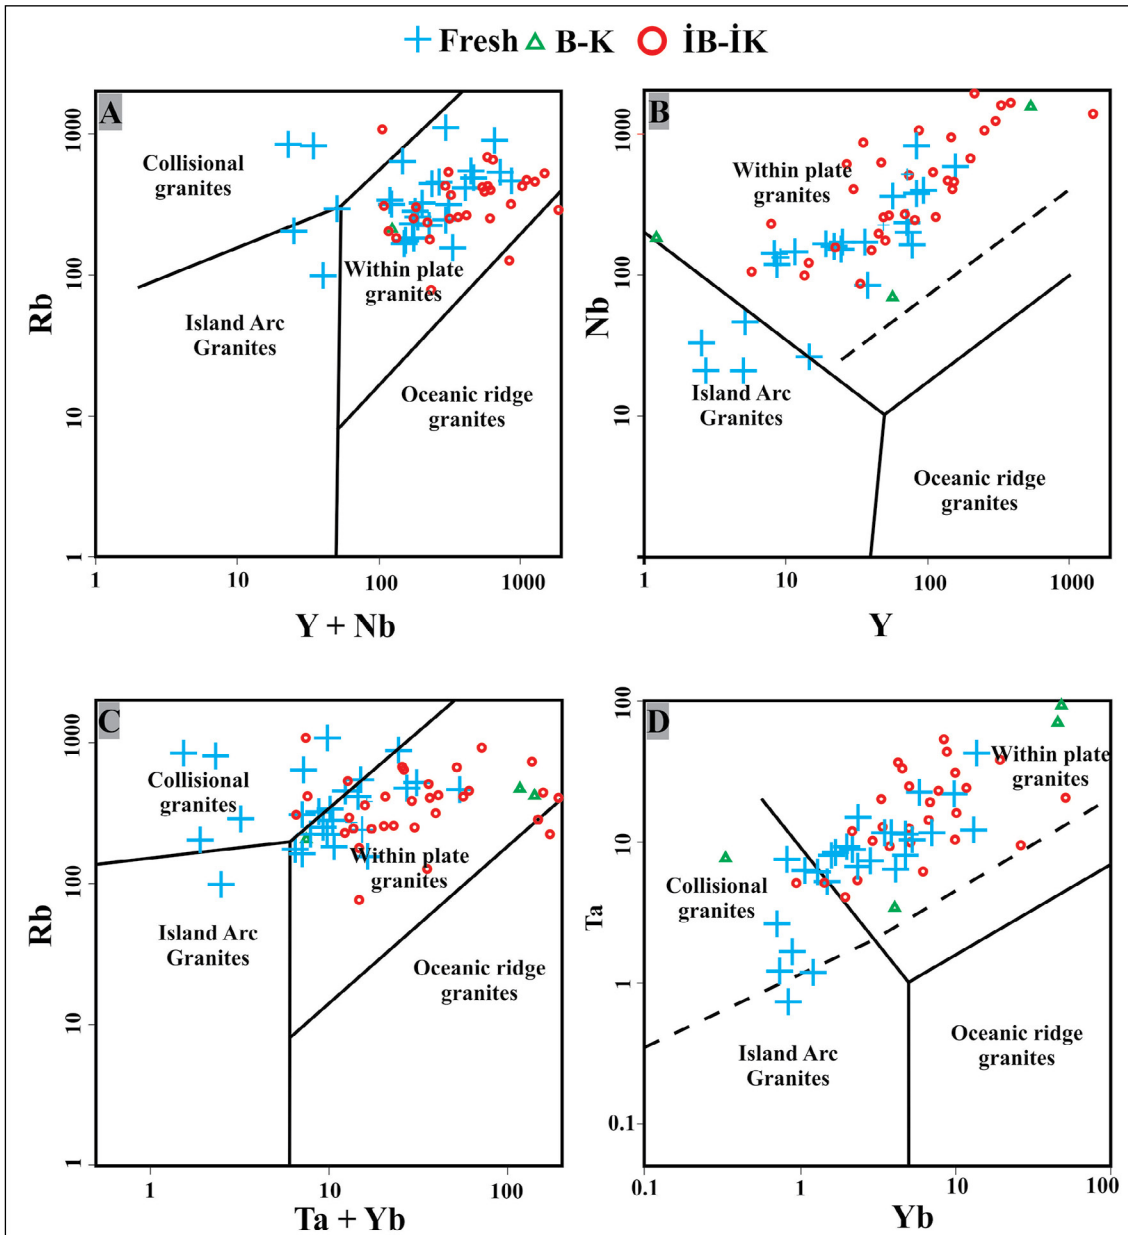 Fresh B-K İB-İK
A
Collisional
granites
Within plate
granites
Island Arc
Granites
Oceanic ridge
granites
Rb
1000
100
10
1
1 10 100 1000
Y + Nb
B
Within plate
granites
Island Arc
Granites
Oceanic ridge
granites
Nb
1000
100
10
1
1 10 100 1000
Y
C
Collisional
granites
Within plate
granites
Island Arc
Granites
Oceanic ridge
granites
Rb
1000
100
10
1
1 10 100
Ta + Yb
D
Within plate
granites
Collisional
granites
Island Arc
Granites
Oceanic ridge
granites
Ta
100
10
1
0.1
0.1 1 10 100
Yb